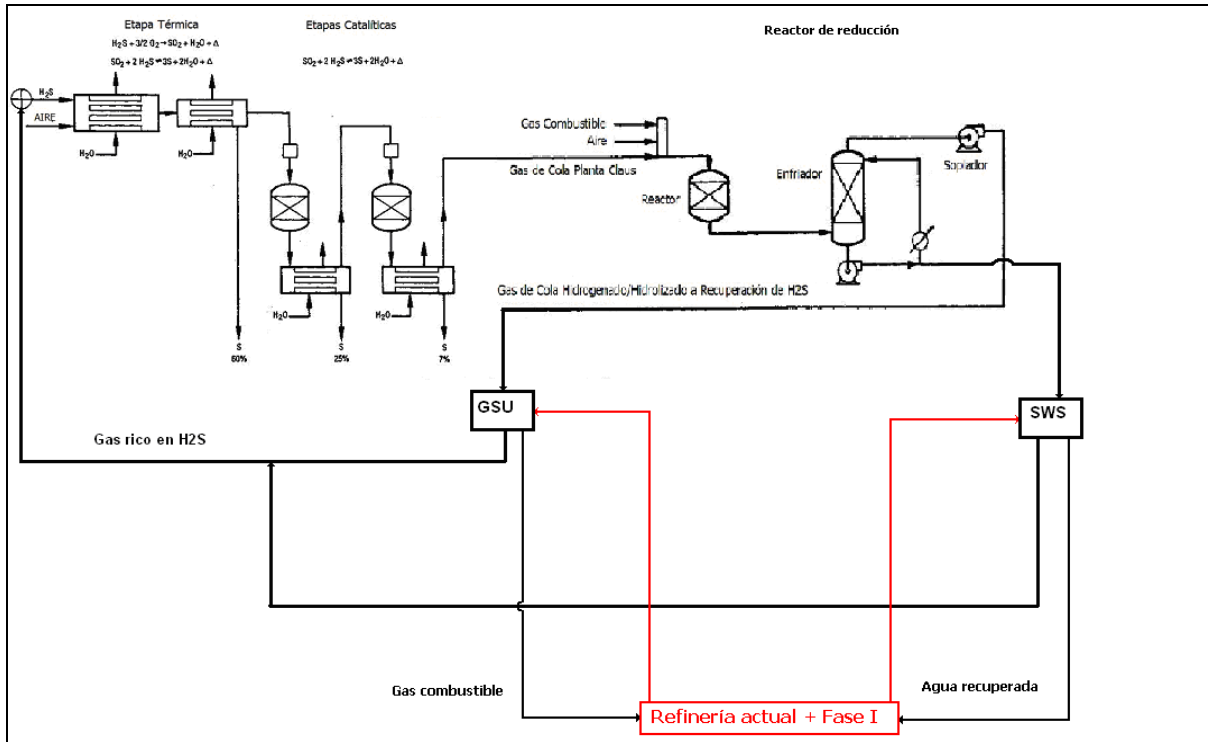 Etapa Térmica
H₂S + 3/2 O₂→SO₂ + H₂O + Δ
SO₂ + 2 H₂S ⇌ 3S + 2H₂O + Δ
Etapas Catalíticas
SO₂ + 2 H₂S ⇌ 3S + 2H₂O + Δ
Reactor de reducción
H₂S
AIRE
H₂O
H₂O
Gas Combustible
Aire
Gas de Cola Planta Claus
Reactor
Enfriador
Soplador
H₂O
H₂O
Gas de Cola Hidrogenado/Hidrolizado a Recuperación de H2S
S
60%
S
25%
S
7%
GSU
SWS
Gas rico en H2S
Gas combustible
Agua recuperada
Refinería actual + Fase I